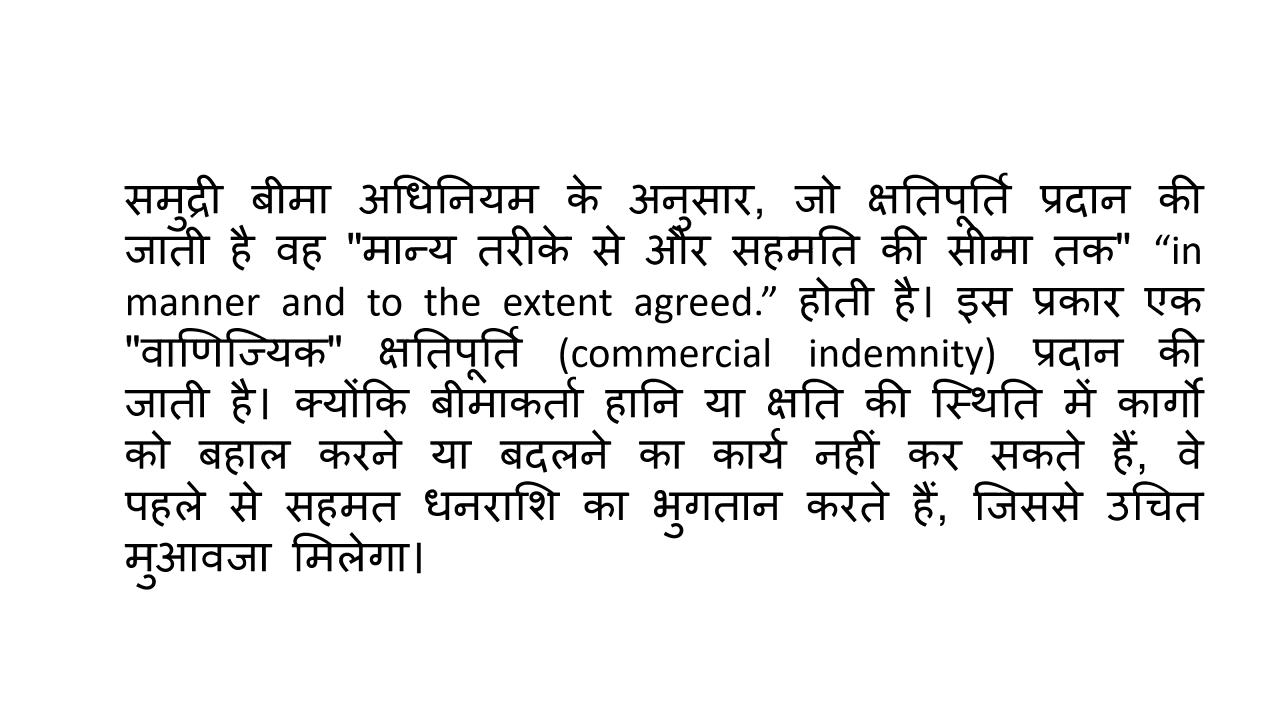 समुद्री बीमा अधिनियम के अनुसार, जो क्षतिपूर्ति प्रदान की
जाती है वह "मान्य तरीके से और सहमति की सीमा तक" “in
manner and to the extent agreed.” होती है। इस प्रकार एक
"वाणिज्यिक" क्षतिपूर्ति (commercial indemnity) प्रदान की
जाती है। क्योंकि बीमाकर्ता हानि या क्षति की स्थिति में कार्गो
को बहाल करने या बदलने का कार्य नहीं कर सकते हैं, वे
पहले से सहमत धनराशि का भुगतान करते हैं, जिससे उचित
मुआवजा मिलेगा।